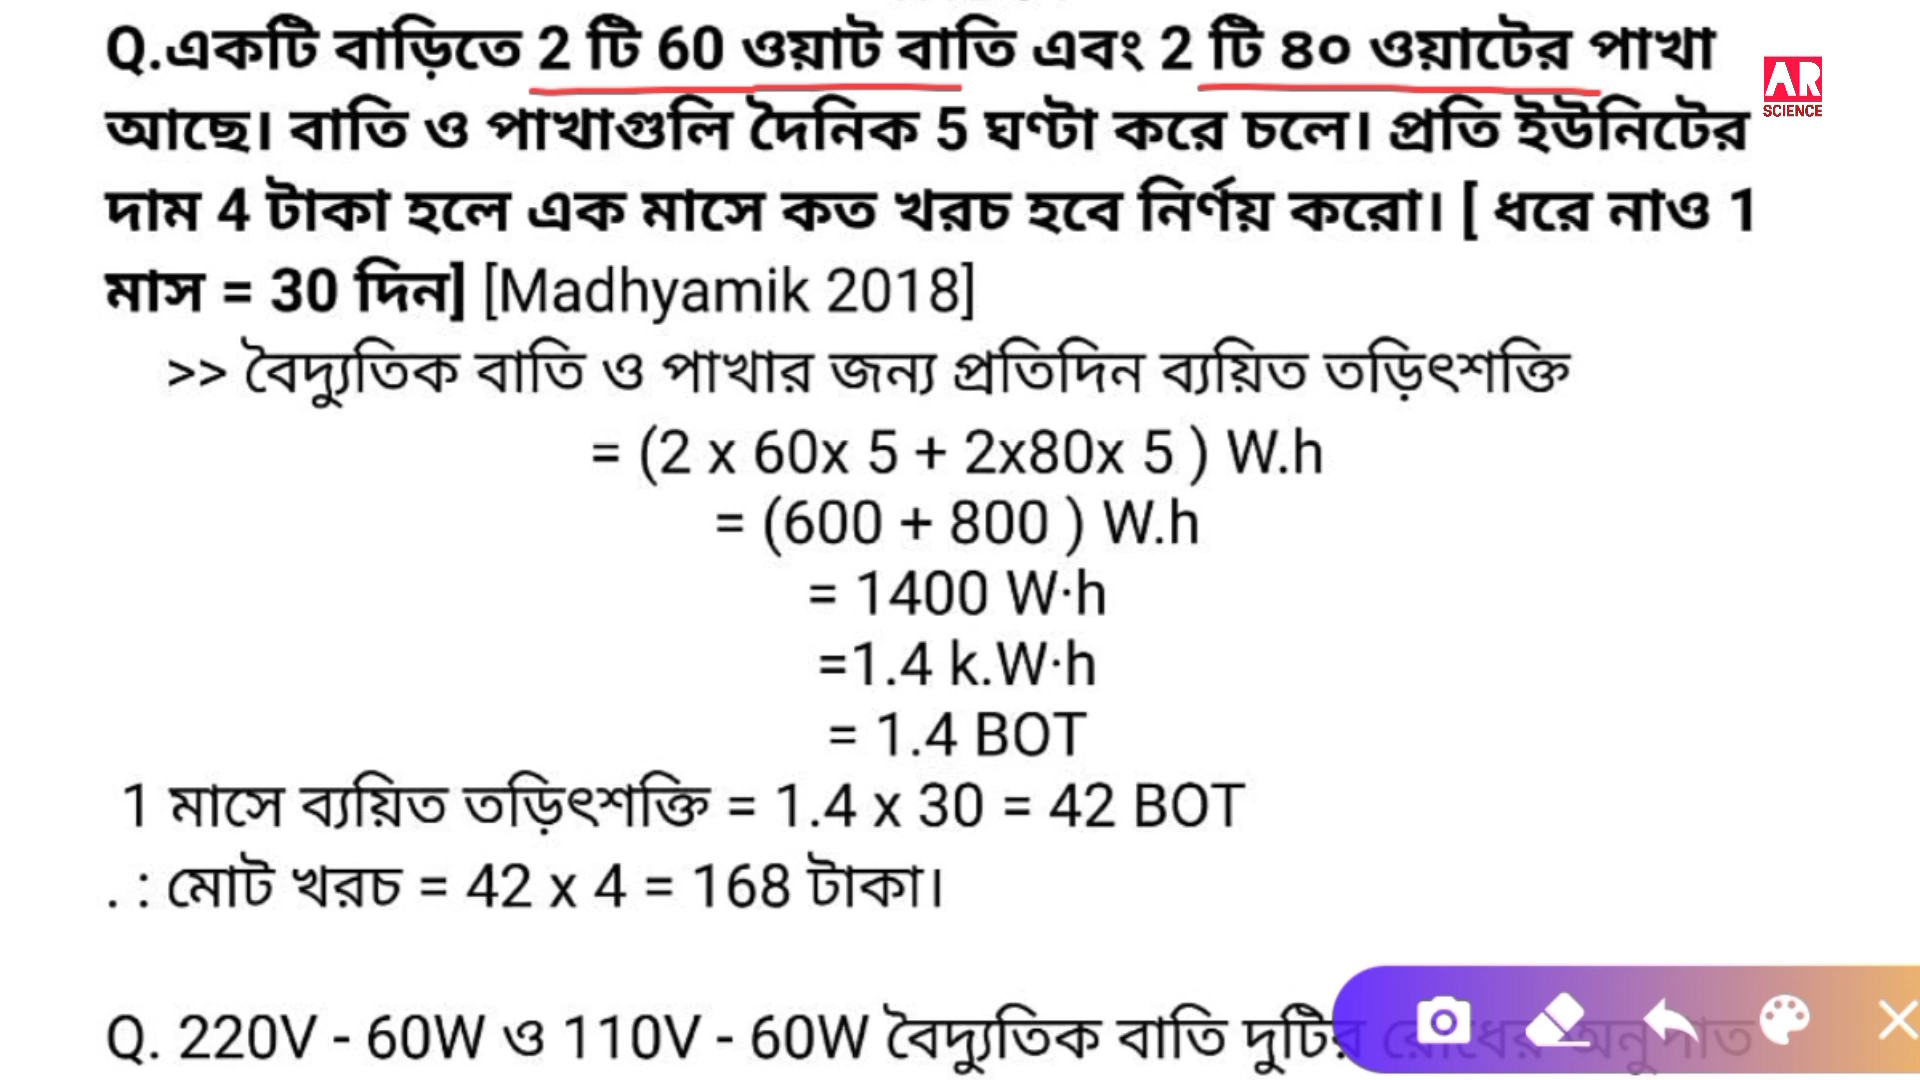 Q.একটি বাড়িতে 2 টি 60 ওয়াট বাতি এবং 2 টি ৪০ ওয়াটের পাখা
AR
SCIENCE
আছে। বাতি ও পাখাগুলি দৈনিক 5 ঘণ্টা করে চলে। প্রতি ইউনিটের
দাম 4 টাকা হলে এক মাসে কত খরচ হবে নির্ণয় করো। [ ধরে নাও 1
মাস = 30 দিন] [Madhyamik 2018]
>> বৈদ্যুতিক বাতি ও পাখার জন্য প্রতিদিন ব্যয়িত তড়িৎশক্তি
= (2 x 60x 5 + 2x80x 5 ) W.h
= (600 + 800 ) W.h
= 1400 W·h
=1.4 k.W·h
= 1.4 BOT
1 মাসে ব্যয়িত তড়িৎশক্তি = 1.4 x 30 = 42 BOT
. : মোট খরচ = 42 x 4 = 168 টাকা।
Q. 220V - 60W ও 110V - 60W বৈদ্যুতিক বাতি দুটির রোধের অনুপাত